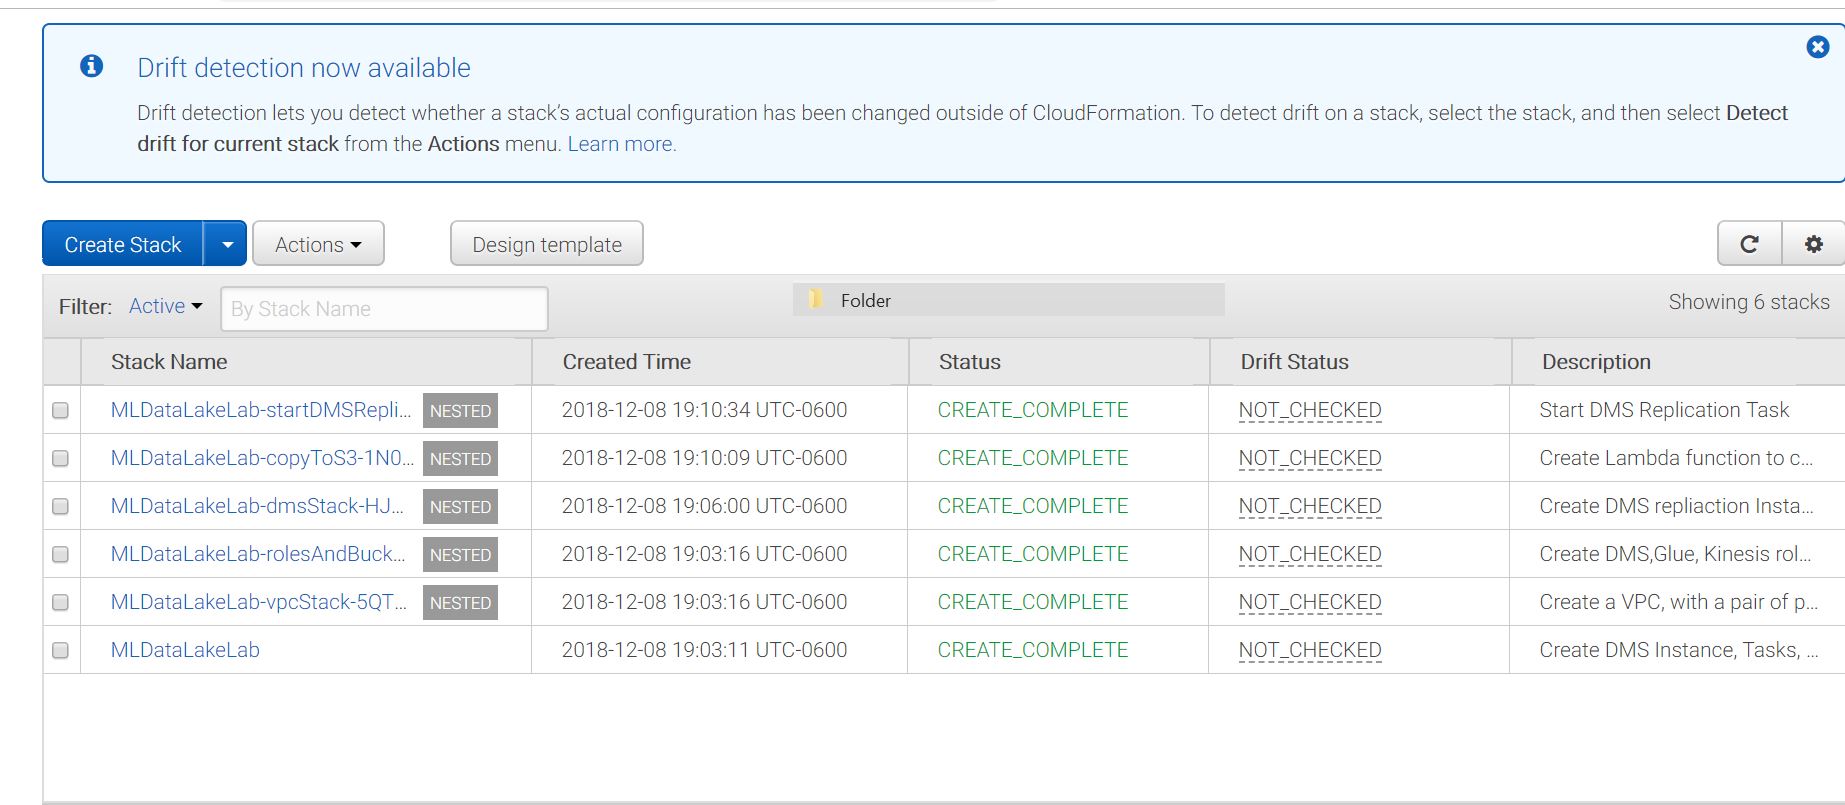 Drift detection now available
Drift detection lets you detect whether a stack's actual configuration has been changed outside of CloudFormation. To detect drift on a stack, select the stack, and then select Detect
drift for current stack from the Actions menu. Learn more.
Create Stack Actions Design template
Filter: Active By Stack Name Folder Showing 6 stacks
Stack Name Created Time Status Drift Status Description
MLDataLakeLab-startDMSRepli... NESTED 2018-12-08 19:10:34 UTC-0600 CREATE_COMPLETE NOT_CHECKED Start DMS Replication Task
MLDataLakeLab-copyToS3-1N0... NESTED 2018-12-08 19:10:09 UTC-0600 CREATE_COMPLETE NOT_CHECKED Create Lambda function to c...
MLDataLakeLab-dmsStack-HJ... NESTED 2018-12-08 19:06:00 UTC-0600 CREATE_COMPLETE NOT_CHECKED Create DMS repliaction Insta...
MLDataLakeLab-rolesAndBuck... NESTED 2018-12-08 19:03:16 UTC-0600 CREATE_COMPLETE NOT_CHECKED Create DMS,Glue, Kinesis rol...
MLDataLakeLab-vpcStack-5QT... NESTED 2018-12-08 19:03:16 UTC-0600 CREATE_COMPLETE NOT_CHECKED Create a VPC, with a pair of p...
MLDataLakeLab 2018-12-08 19:03:11 UTC-0600 CREATE_COMPLETE NOT_CHECKED Create DMS Instance, Tasks, ...